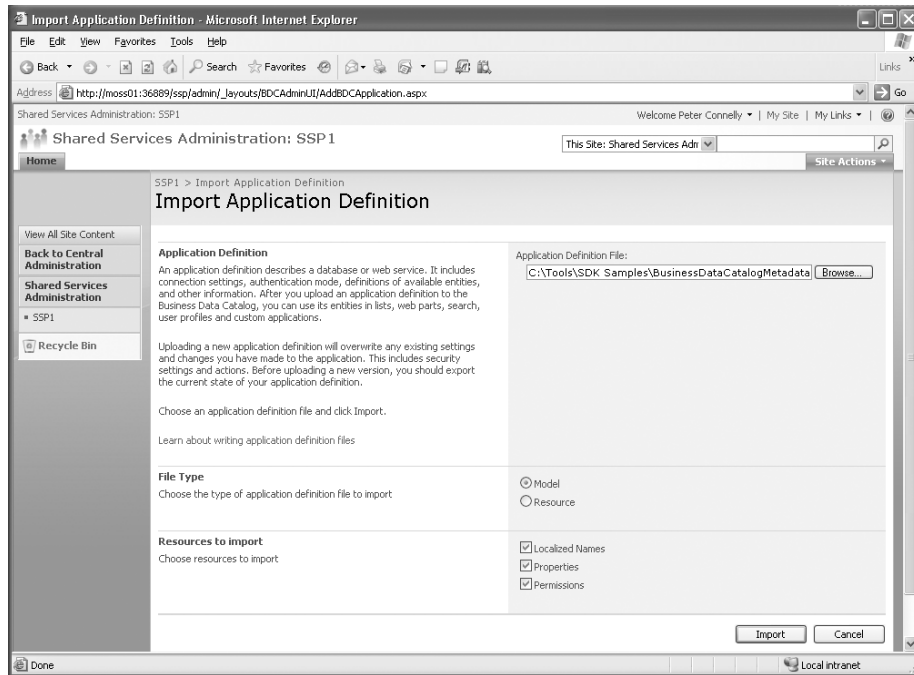 Import Application Definition - Microsoft Internet Explorer
File Edit View Favorites Tools Help
Back Search Favorites Links
Address http://moss01:36889/ssp/admin/_layouts/BDCAdminUI/AddBDCApplication.aspx Go
Shared Services Administration: SSP1 Welcome Peter Connelly | My Site | My Links |
Shared Services Administration: SSP1 This Site: Shared Services Adn
Home Site Actions
SSP1 > Import Application Definition
Import Application Definition
View All Site Content
Back to Central
Administration
Shared Services
Administration
SSP1
Recycle Bin
Application Definition
An application definition describes a database or web service. It includes
connection settings, authentication mode, definitions of available entities,
and other information. After you upload an application definition to the
Business Data Catalog, you can use its entities in lists, web parts, search,
user profiles and custom applications.
Uploading a new application definition will overwrite any existing settings
and changes you have made to the application. This includes security
settings and actions. Before uploading a new version, you should export
the current state of your application definition.
Choose an application definition file and click Import.
Learn about writing application definition files
Application Definition File:
C:\Tools\SDK Samples\BusinessDataCatalogMetadata Browse...
File Type
Choose the type of application definition file to import
Model
Resource
Resources to import
Choose resources to import
Localized Names
Properties
Permissions
Import Cancel
Done Local intranet